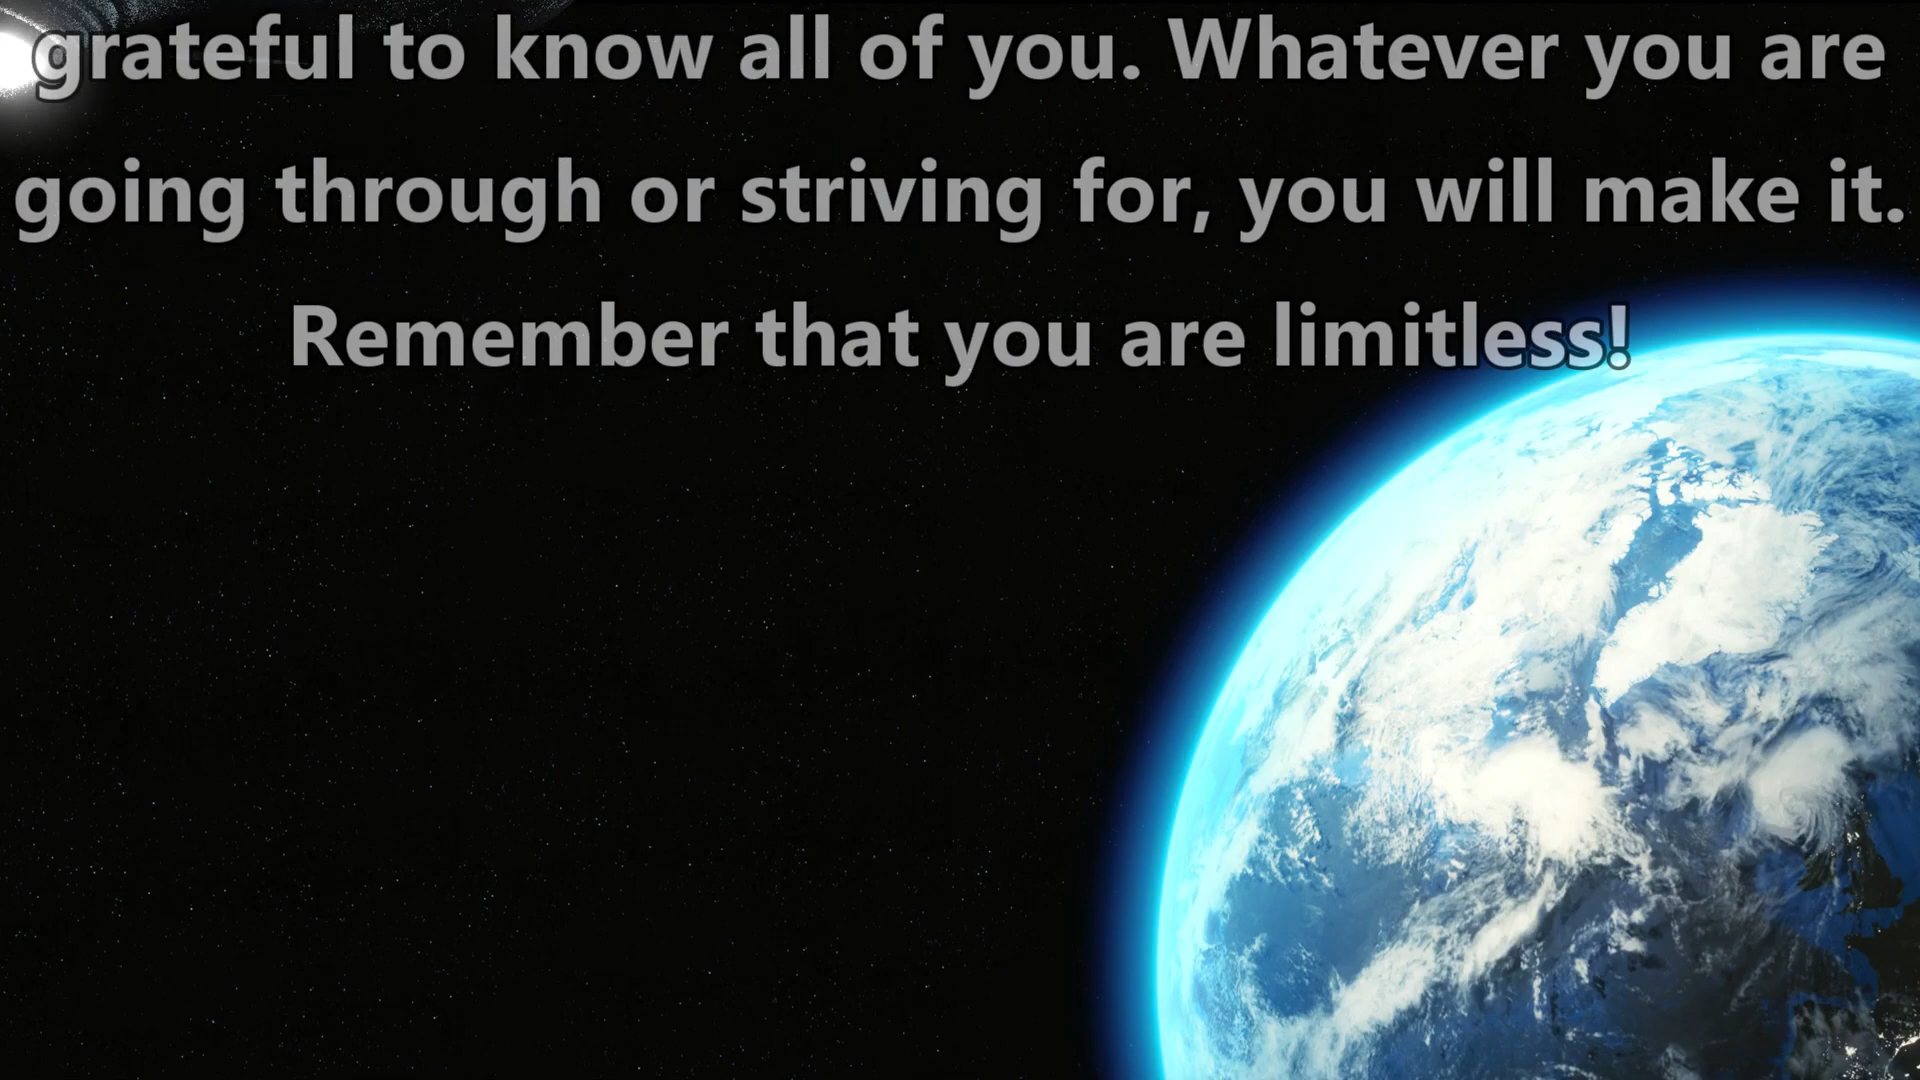 grateful to know all of you. Whatever you are
going through or striving for, you will make it.
Remember that you are limitless!